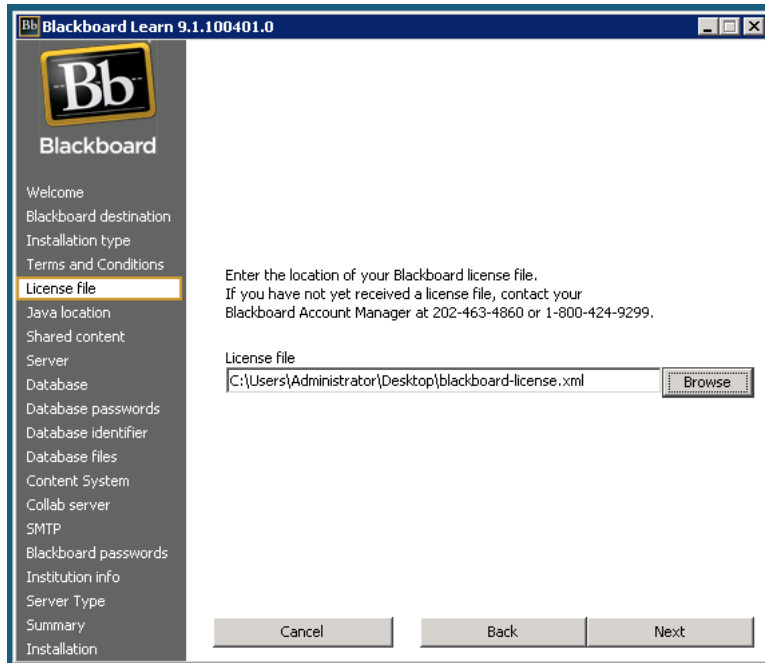 Bb Blackboard Learn 9.1.100401.0
Bb
Blackboard
Welcome
Blackboard destination
Installation type
Terms and Conditions
License file
Java location
Shared content
Server
Database
Database passwords
Database identifier
Database files
Content System
Collab server
SMTP
Blackboard passwords
Institution info
Server Type
Summary
Installation
Enter the location of your Blackboard license file.
If you have not yet received a license file, contact your
Blackboard Account Manager at 202-463-4860 or 1-800-424-9299.
License file
C:\Users\Administrator\Desktop\blackboard-license.xml Browse
Cancel Back Next